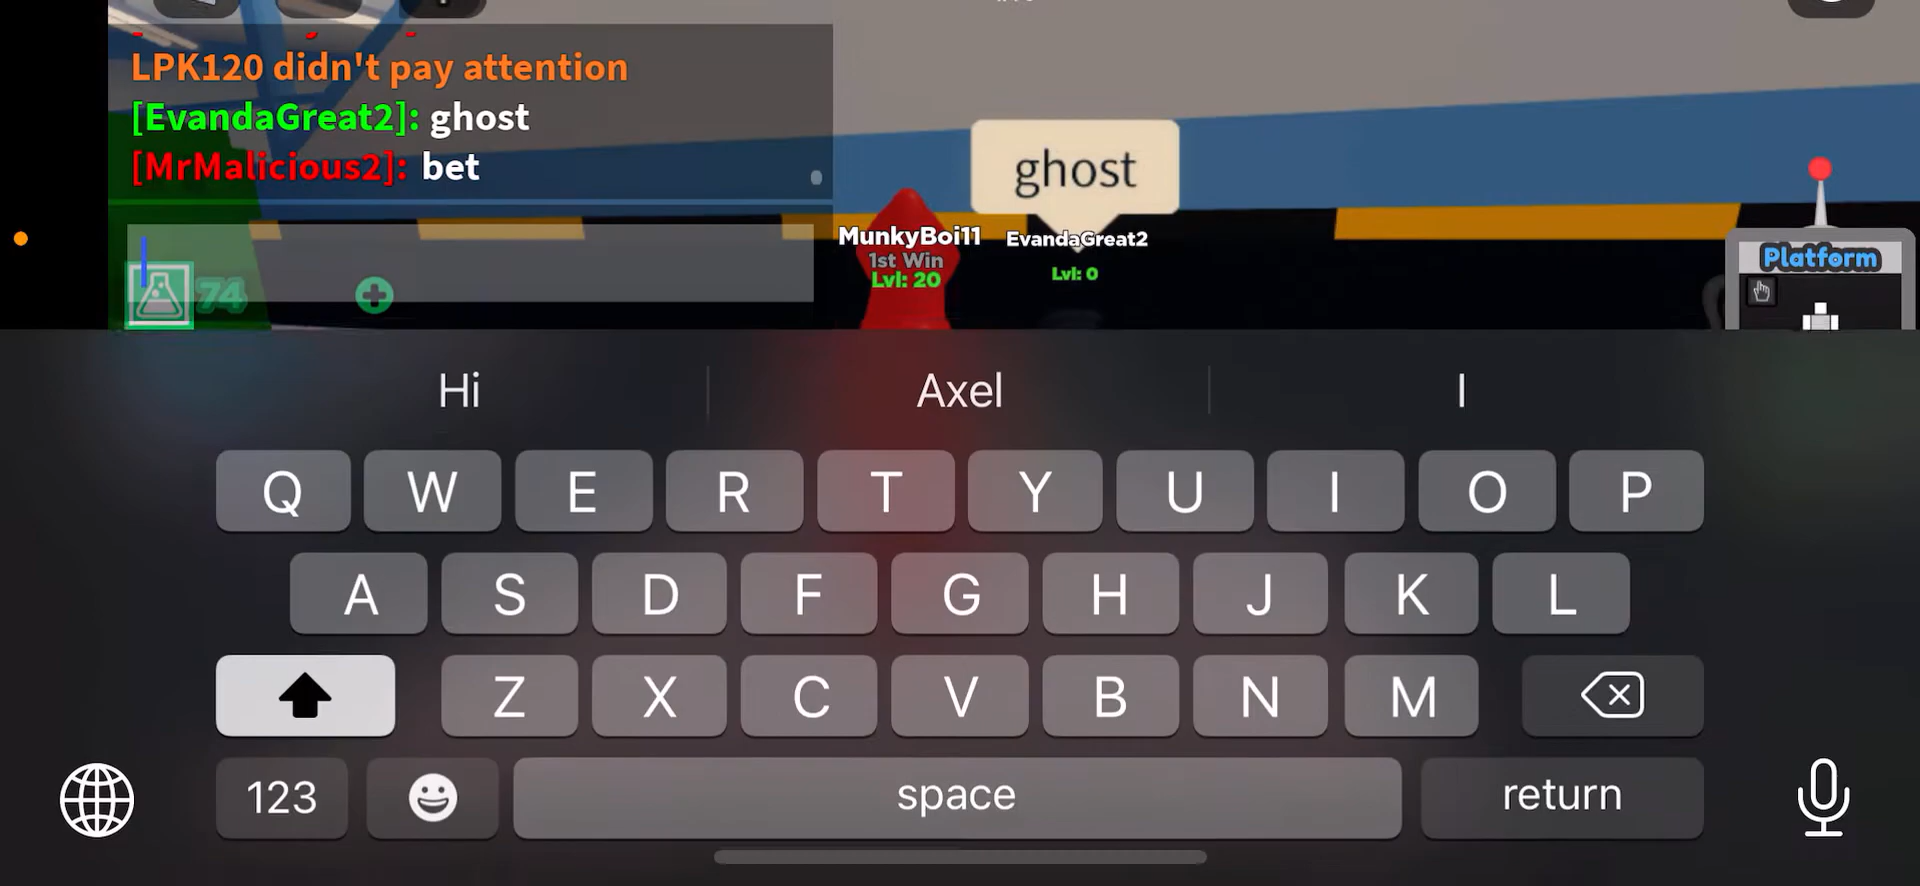 LPK120 didn't pay attention
[EvandaGreat2]: ghost
[MrMalicious2]: bet
ghost
MunkyBoi11
1st Win
Lvl: 20
EvandaGreat2
Lvl: 0
Platform
74
Hi
Axel
I
Q W E R T Y U I O P
A S D F G H J K L
Z X C V B N M
123
space
return